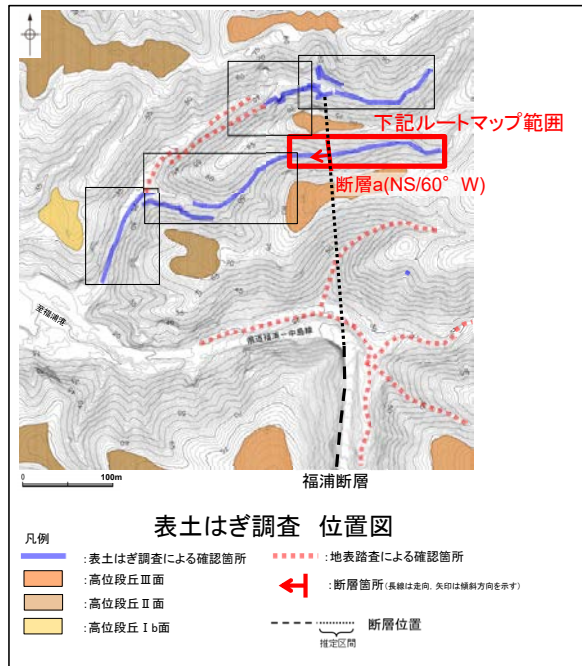 下記ルートマップ範囲
断層a(NS/60° W)
至福浦港
県道福浦-中島線
0 100m
福浦断層
表土はぎ調査 位置図
凡例
:表土はぎ調査による確認箇所
:地表踏査による確認箇所
:高位段丘Ⅲ面
:断層箇所(長線は走向、矢印は傾斜方向を示す)
:高位段丘Ⅱ面
:高位段丘Ⅰb面
断層位置
推定区間